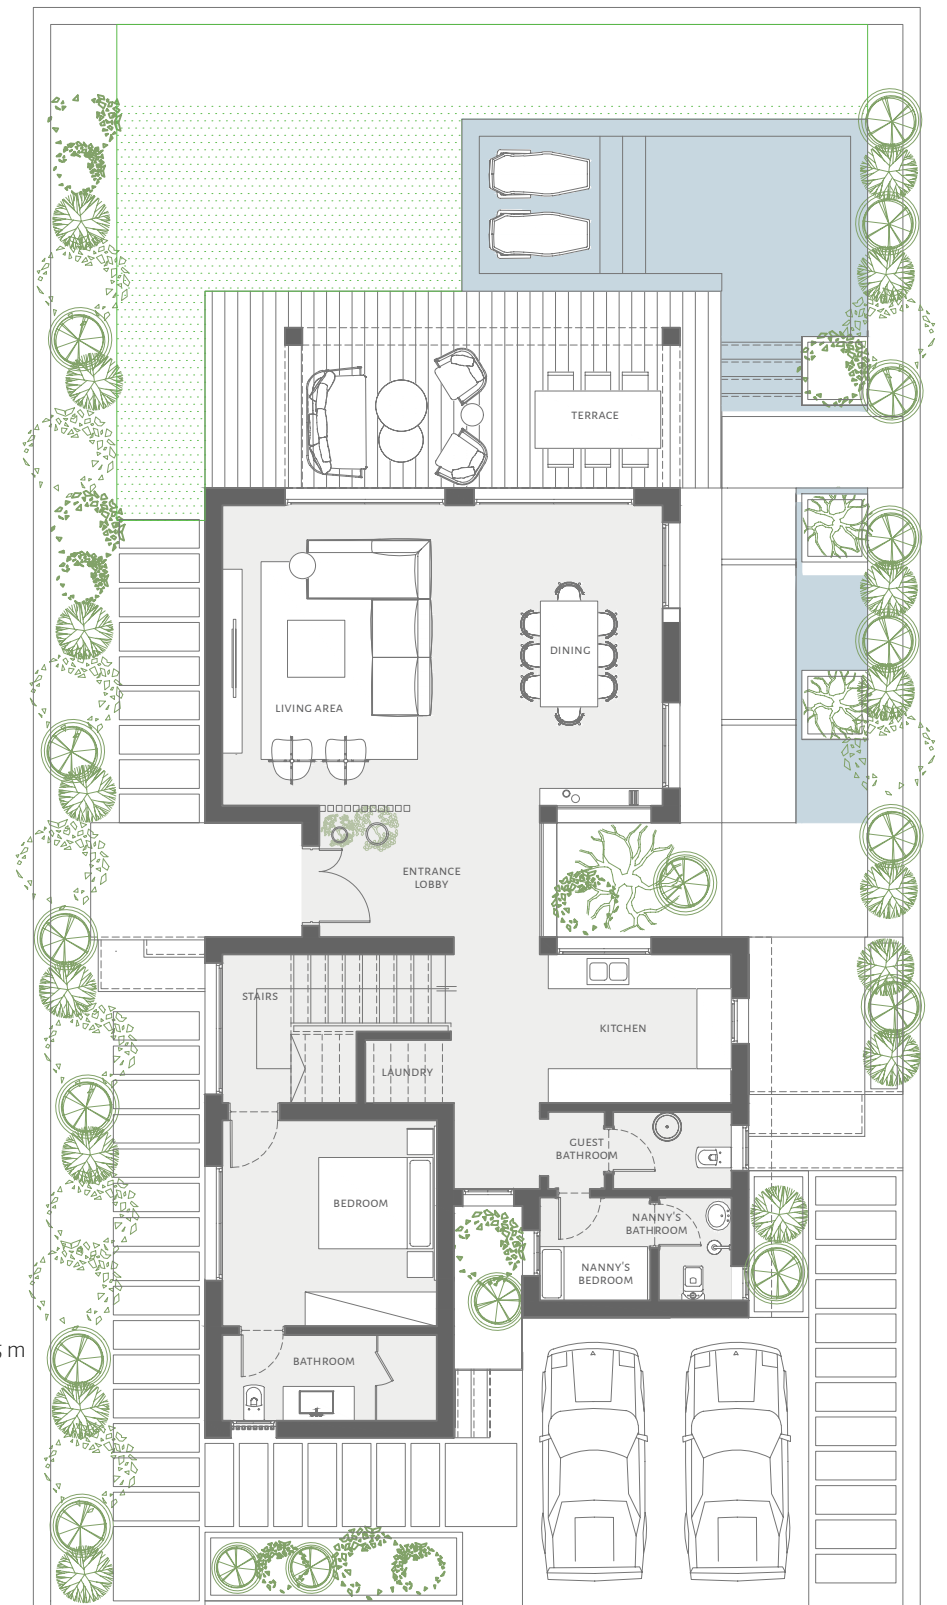 TERRACE
DINING
LIVING AREA
ENTRANCE
LOBBY
STAIRS
KITCHEN
LAUNDRY
GUEST
BATHROOM
BEDROOM
NANNY'S
BATHROOM
NANNY'S
BEDROOM
m
BATHROOM